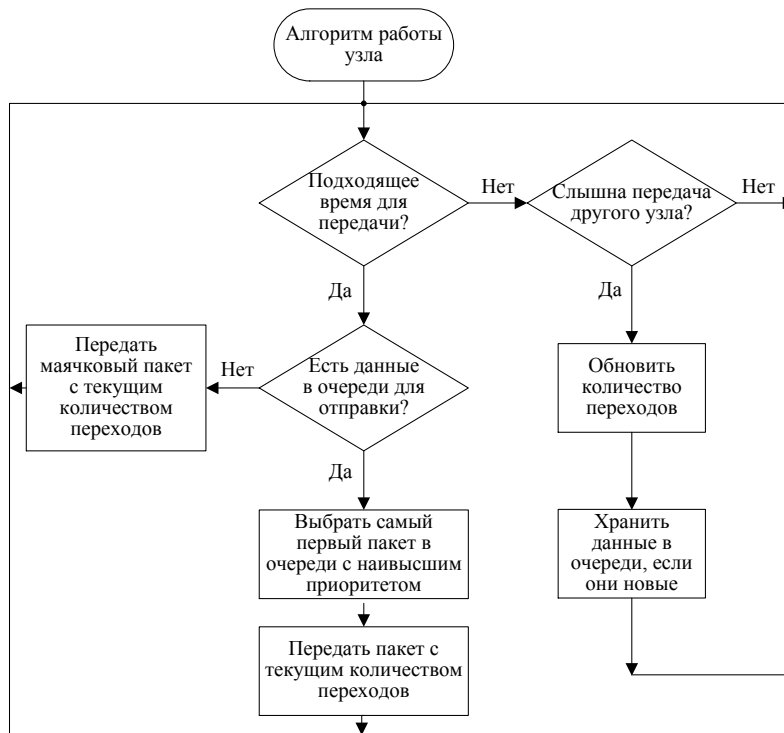 Алгоритм работы
узла
Подходящее
время для
передачи?
Нет
Слышна передача
другого узла?
Нет
Да
Да
Передать
маячковый пакет
с текущим
количеством
переходов
Нет
Есть данные
в очереди для
отправки?
Обновить
количество
переходов
Да
Выбрать самый
первый пакет в
очереди с наивысшим
приоритетом
Хранить
данные в
очереди, если
они новые
Передать пакет с
текущим количеством
переходов